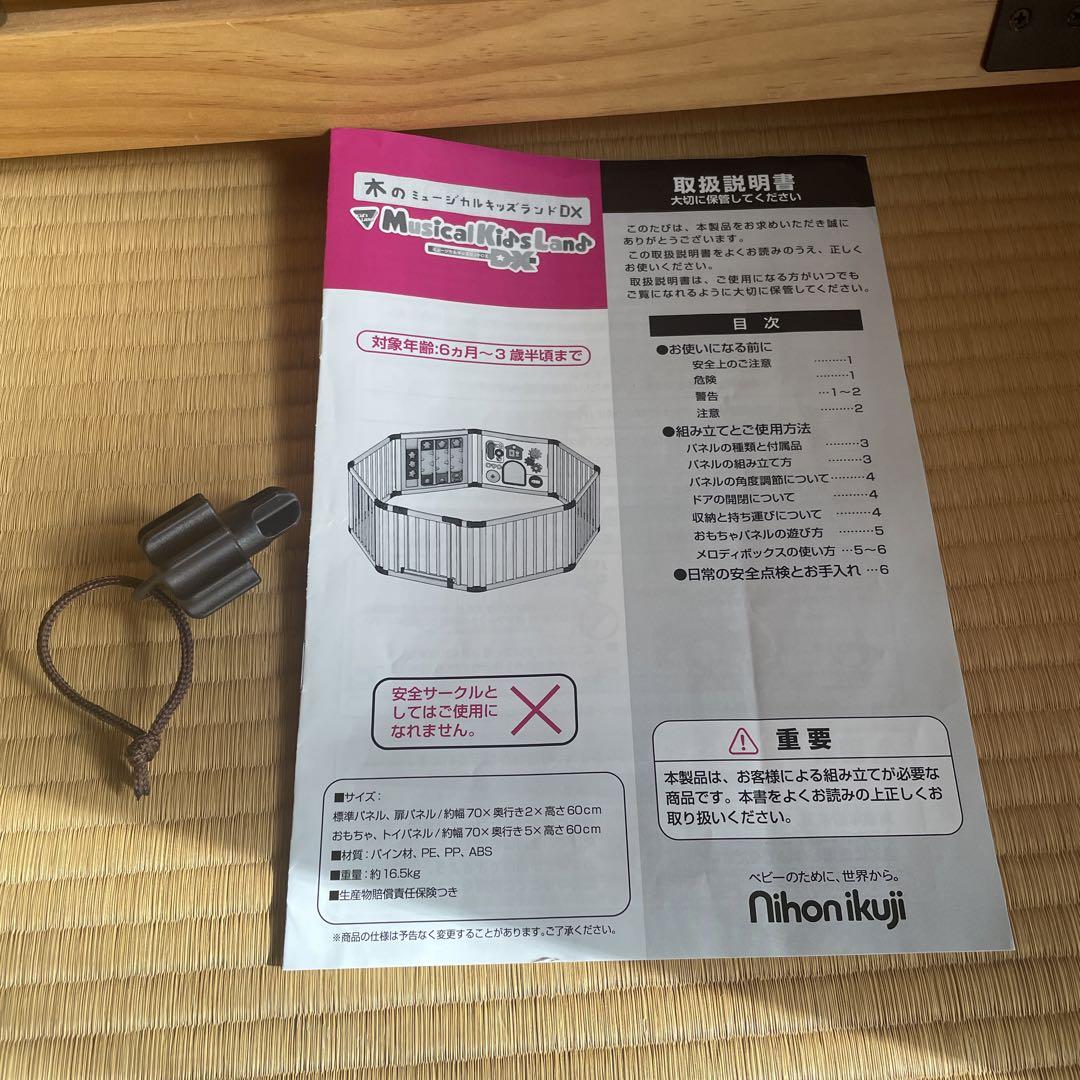 木のミュージカルキッズランドDX
Musical Kids Land
DX
対象年齢:6ヵ月〜3歳半頃まで
安全サークルと
してはご使用に
なれません。
■サイズ:
標準パネル、扉パネル/約幅70×奥行き2×高さ60cm
おもちゃ、トイパネル/約幅70×奥行き5×高さ60cm
■材質:パイン材、PE、PP、ABS
■重量:約16.5kg
■生産物賠償責任保険つき
※商品の仕様は予告なく変更することがあります。ご了承ください。
取扱説明書
大切に保管してください
このたびは、本製品をお求めいただき誠に
ありがとうございます。
この取扱説明書をよくお読みのうえ、正しく
お使いください。
取扱説明書は、ご使用になる方がいつでも
ご覧になれるように大切に保管してください。
目 次
●お使いになる前に
安全上のご注意 ………1
危険 ………1
警告 …1〜2
注意 ………2
●組み立てとご使用方法
パネルの種類と付属品 ………3
パネルの組み立て方 ………3
パネルの角度調節について………4
ドアの開閉について ………4
収納と持ち運びについて ………4
おもちゃパネルの遊び方 ………5
メロディボックスの使い方 …5〜6
●日常の安全点検とお手入れ …6
重要
本製品は、お客様による組み立てが必要な
商品です。本書をよくお読みの上正しくお
取り扱いください。
ベビーのために、世界から。
nihon ikuji